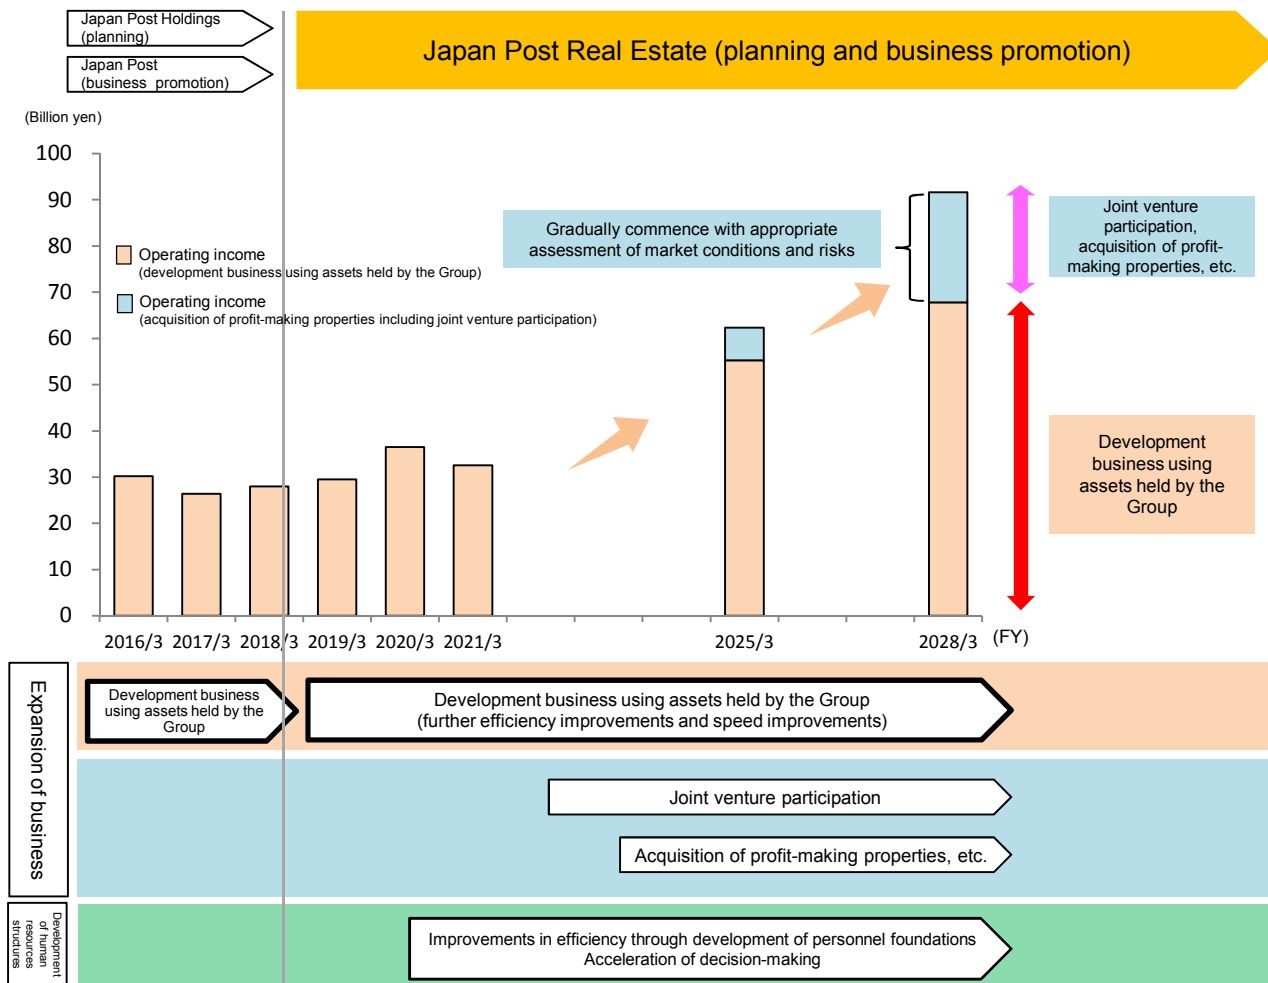 Japan Post Holdings
(planning)
Japan Post
(business promotion)
Japan Post Real Estate (planning and business promotion)
(Billion yen)
100
90
80
70
60
50
40
30
20
10
0
Operating income
(development business using assets held by the Group)
Operating income
(acquisition of profit-making properties including joint venture participation)
Gradually commence with appropriate
assessment of market conditions and risks
Joint venture
participation,
acquisition of profit-
making properties, etc.
Development
business using
assets held by the
Group
2016/3
2017/3
2018/3
2019/3
2020/3
2021/3
2025/3
2028/3
(FY)
Expansion of business
Development business
using assets held by the
Group
Development business using assets held by the Group
(further efficiency improvements and speed improvements)
Joint venture participation
Acquisition of profit-making properties, etc.
Development
of human
resources
structures
Improvements in efficiency through development of personnel foundations
Acceleration of decision-making